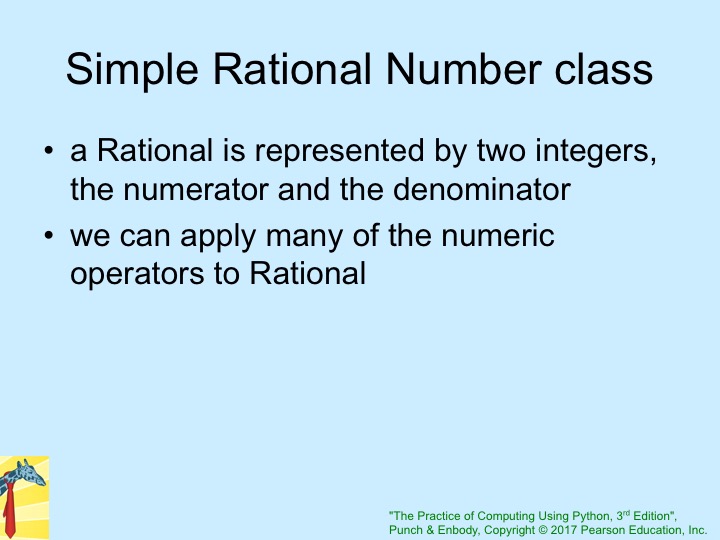 Simple Rational Number class
• a Rational is represented by two integers,
the numerator and the denominator
• we can apply many of the numeric
operators to Rational
"The Practice of Computing Using Python, 3rd Edition",
Punch & Enbody, Copyright © 2017 Pearson Education, Inc.